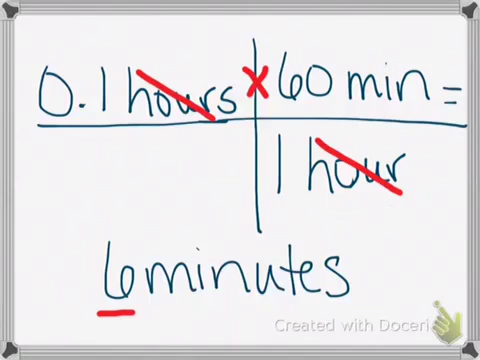 0.1 hours x 60 min =
1 hour
6 minutes
Created with Doceri